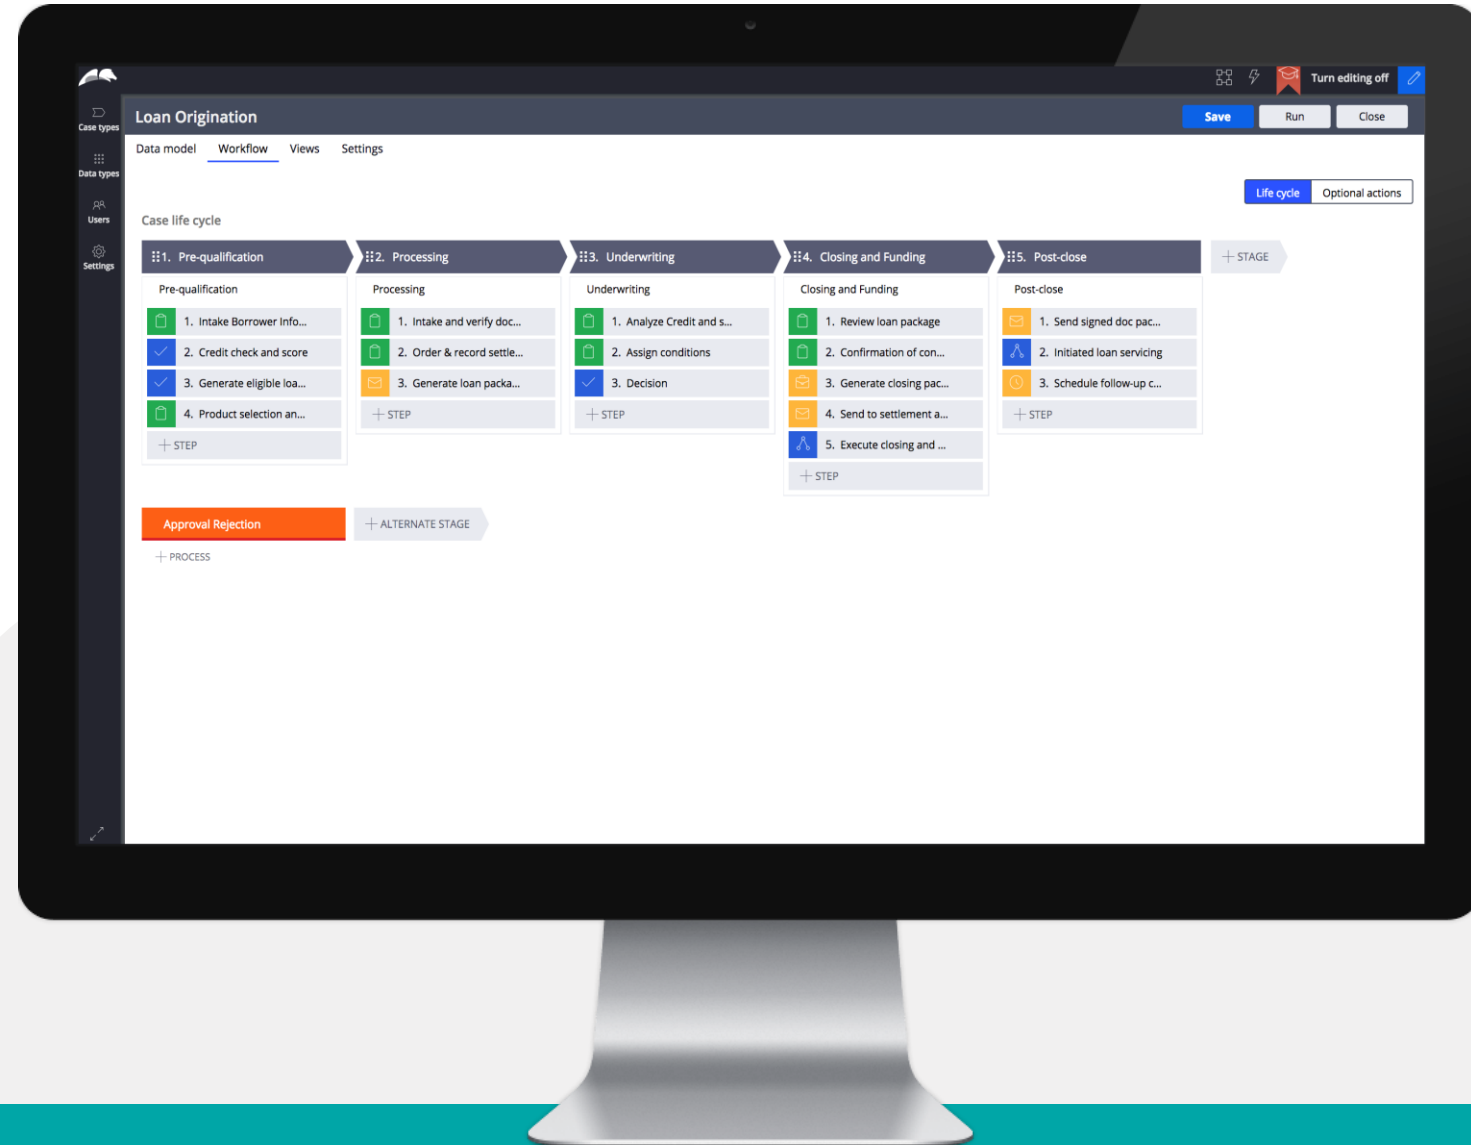 Turn editing off
Case types
Loan Origination
Save
Run
Close
Data model
Workflow
Views
Settings
Data types
Life cycle
Optional actions
Users
Case life cycle
Settings
1. Pre-qualification
2. Processing
3. Underwriting
4. Closing and Funding
5. Post-close
+ STAGE
Pre-qualification
1. Intake Borrower Info...
2. Credit check and score
3. Generate eligible loa...
4. Product selection an...
+ STEP
Processing
1. Intake and verify doc...
2. Order & record settle...
3. Generate loan packa...
+ STEP
Underwriting
1. Analyze Credit and s...
2. Assign conditions
3. Decision
+ STEP
Closing and Funding
1. Review loan package
2. Confirmation of con...
3. Generate closing pac...
4. Send to settlement a...
5. Execute closing and ...
+ STEP
Post-close
1. Send signed doc pac...
2. Initiated loan servicing
3. Schedule follow-up c...
+ STEP
Approval Rejection
+ ALTERNATE STAGE
+ PROCESS